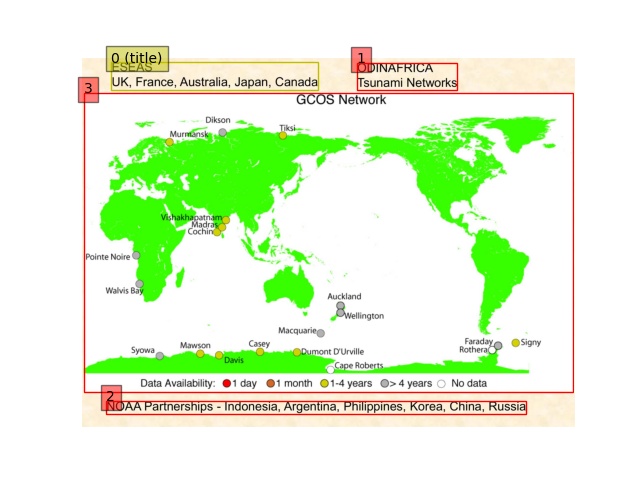 0 (title)
1
ESEAS
ODINAFRICA
UK, France, Australia, Japan, Canada
Tsunami Networks
3
GCOS Network
Dikson
Murmansk
Tiksi
Vishakhapatnam
Madras
Cochin
Pointe Noire
Walvis Bay
Auckland
Wellington
Macquarie
Syowa
Mawson
Davis
Casey
Dumont D'Urville
Cape Roberts
Faraday
Rothera
Signy
Data Availability: 1 day 1 month 1-4 years > 4 years No data
2
NOAA Partnerships - Indonesia, Argentina, Philippines, Korea, China, Russia